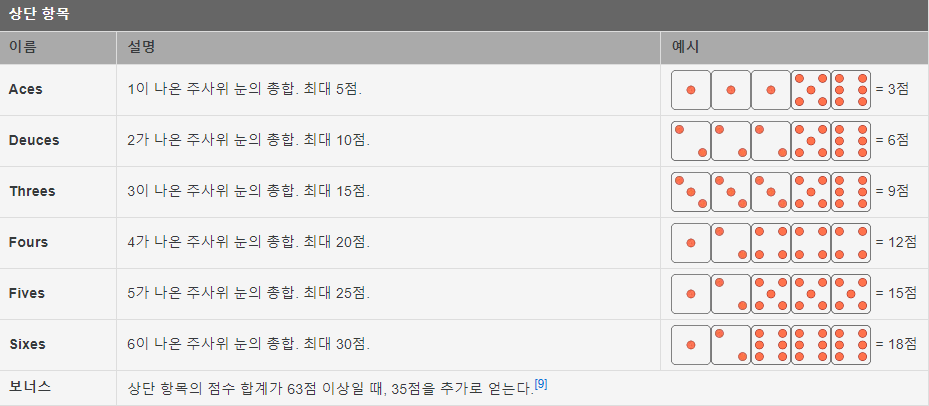 상단 항목
이름 설명 예시
Aces 1이 나온 주사위 눈의 총합. 최대 5점. = 3점
Deuces 2가 나온 주사위 눈의 총합. 최대 10점. = 6점
Threes 3이 나온 주사위 눈의 총합. 최대 15점. = 9점
Fours 4가 나온 주사위 눈의 총합. 최대 20점. = 12점
Fives 5가 나온 주사위 눈의 총합. 최대 25점. = 15점
Sixes 6이 나온 주사위 눈의 총합. 최대 30점. = 18점
보너스 상단 항목의 점수 합계가 63점 이상일 때, 35점을 추가로 얻는다.[9]